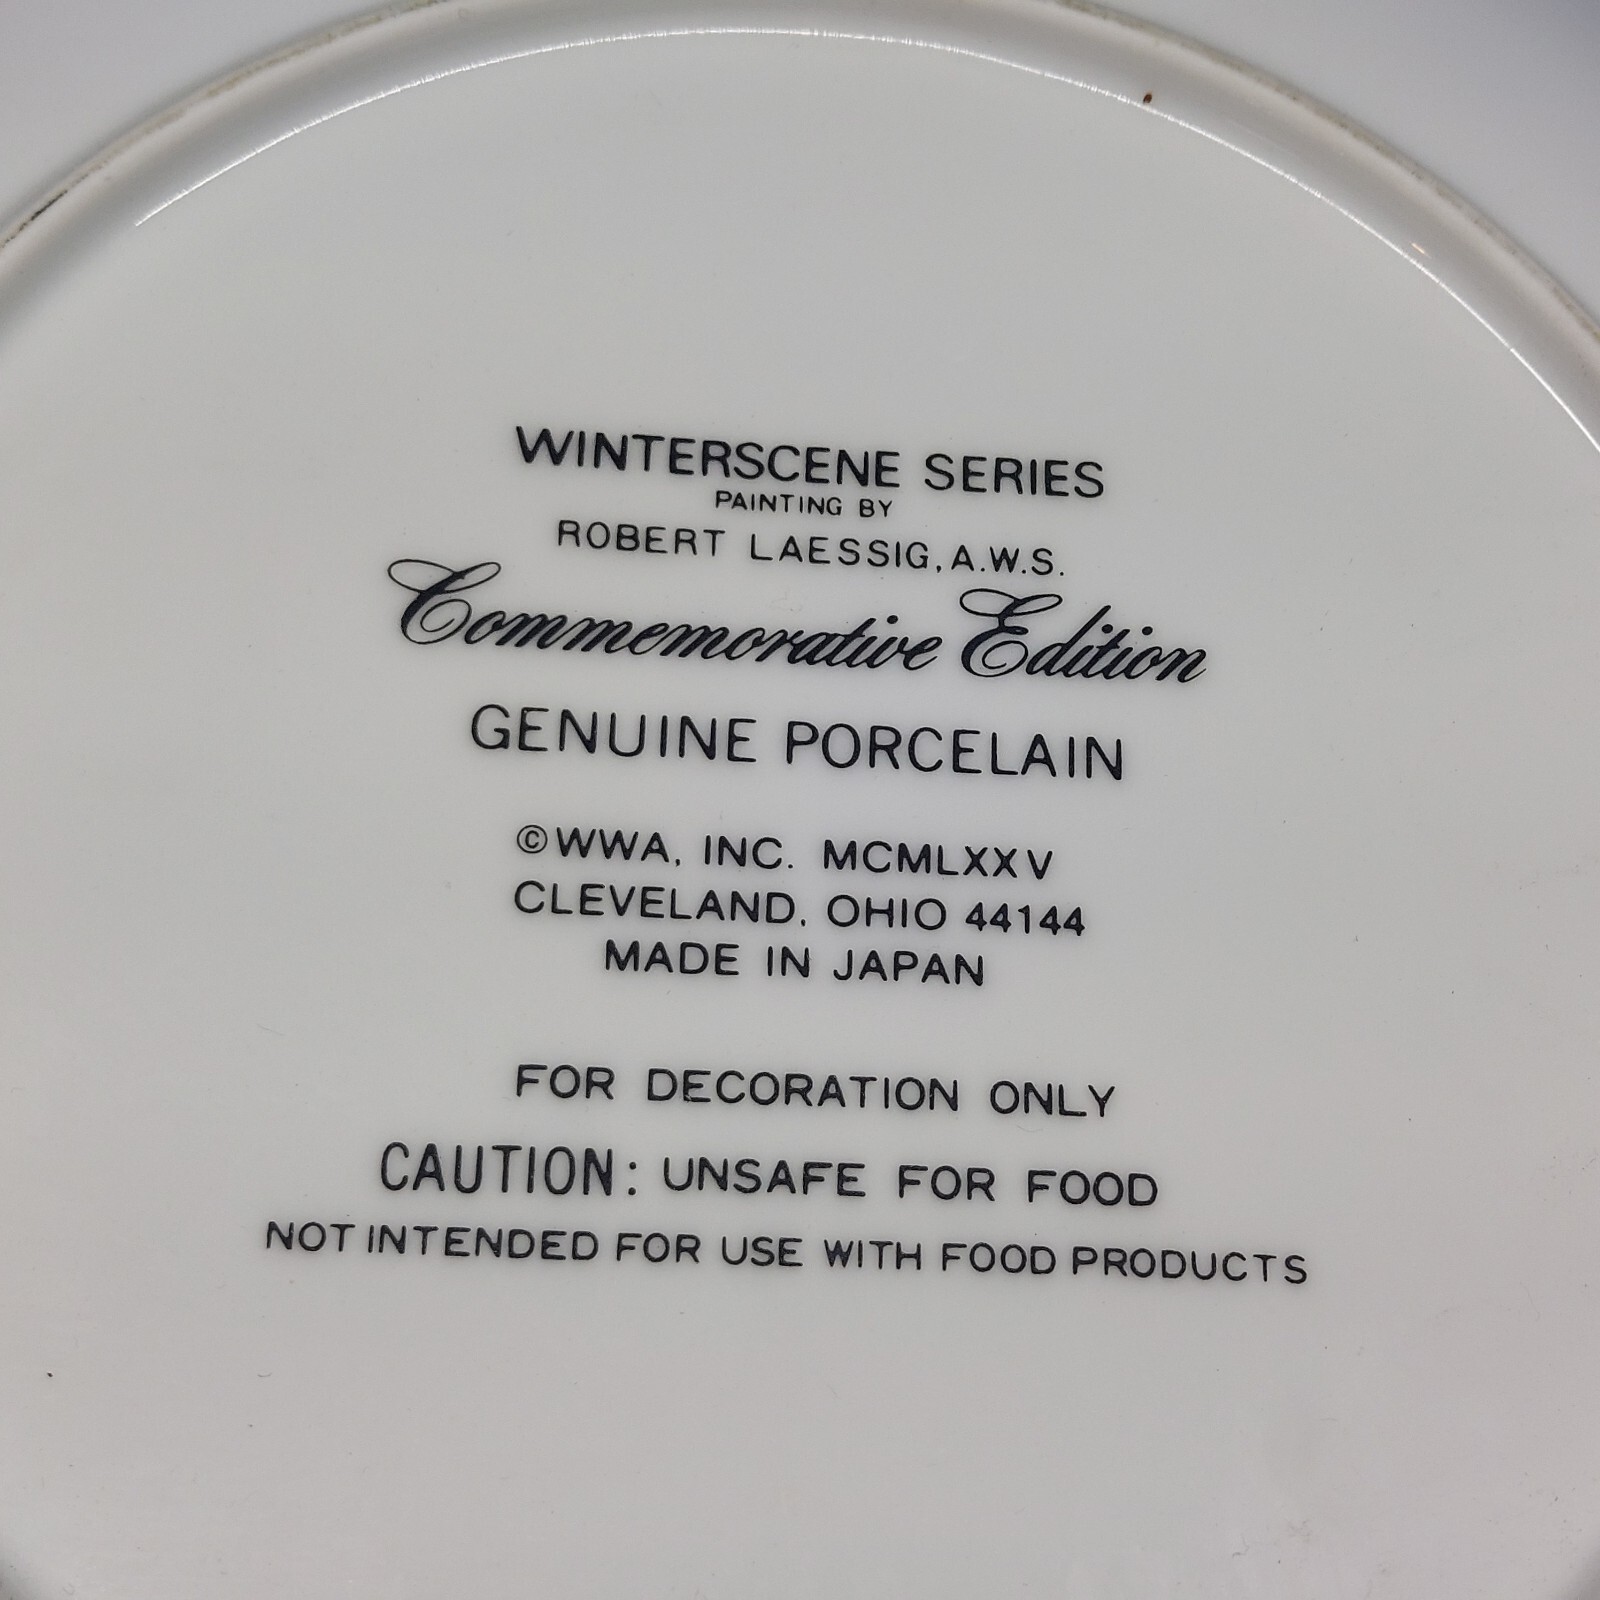 WINTERSCENE SERIES
PAINTING BY
ROBERT LAESSIG, A.W.S.
Commemorative Edition
GENUINE PORCELAIN
©WWA, INC. MCMLXXV
CLEVELAND, OHIO 44144
MADE IN JAPAN
FOR DECORATION ONLY
CAUTION: UNSAFE FOR FOOD
NOT INTENDED FOR USE WITH FOOD PRODUCTS